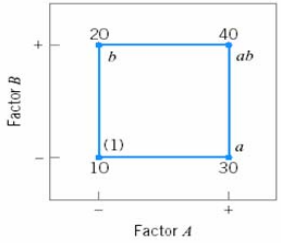 20 40
+ b ab
Factor B
(1) a
–
10 30
– +
Factor A